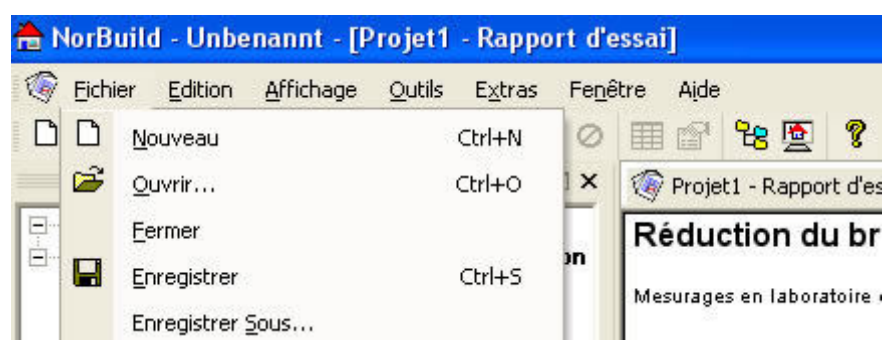 NorBuild - Unbenannt - [Projet1 - Rapport d'essai]
Fichier Edition Affichage Outils Extras Fenêtre Aide
Nouveau Ctrl+N
Ouvrir... Ctrl+O
Projet1 - Rapport d'es
Fermer
Réduction du br
on
Enregistrer Ctrl+S
Mesurages en laboratoire
Enregistrer Sous...